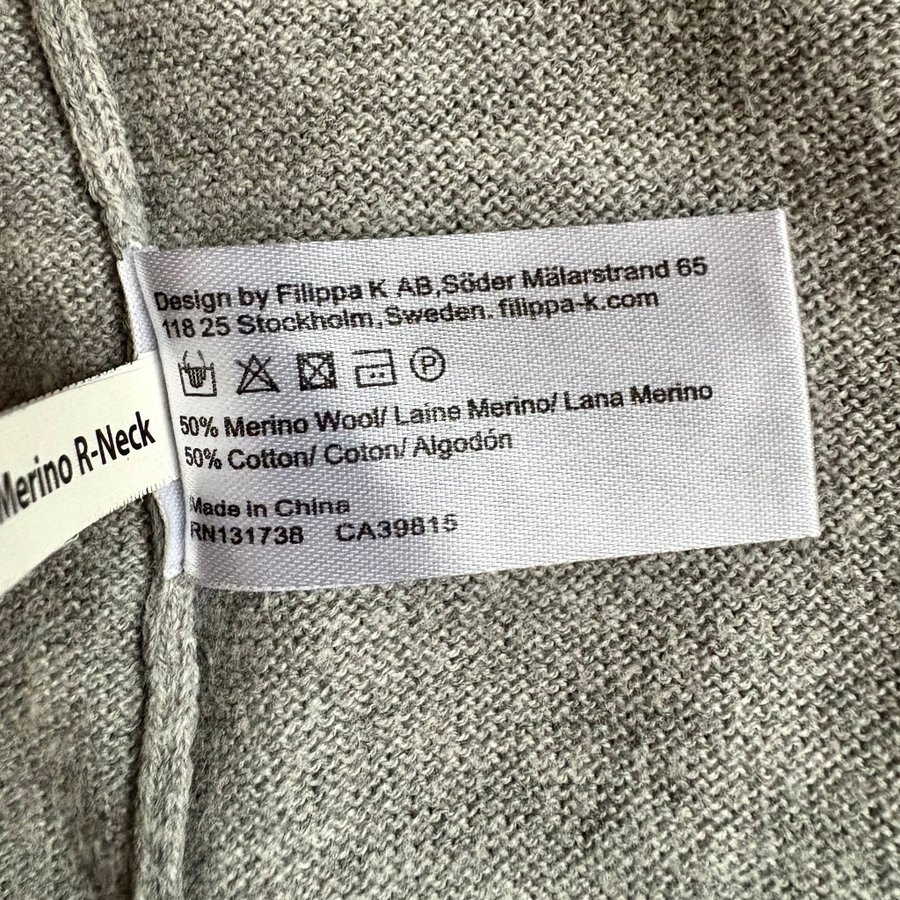 Design by Filippa K AB,Söder Mälarstrand 65
118 25 Stockholm,Sweden. filippa-k.com
P
50% Merino Wool/ Laine Merino/ Lana Merino
50% Cotton/ Coton/ Algodón
Made in China
RN131738 CA39815
Merino R-Neck